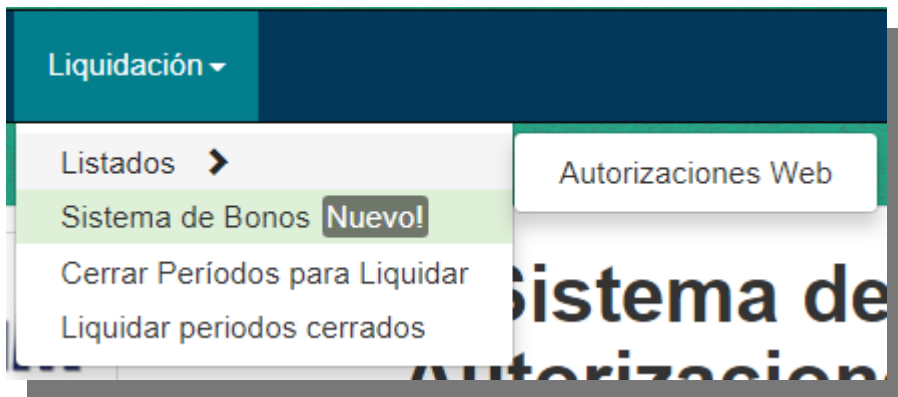 Liquidación
Listados
Autorizaciones Web
Sistema de Bonos Nuevo!
Cerrar Períodos para Liquidar
Liquidar periodos cerrados
Sistema de